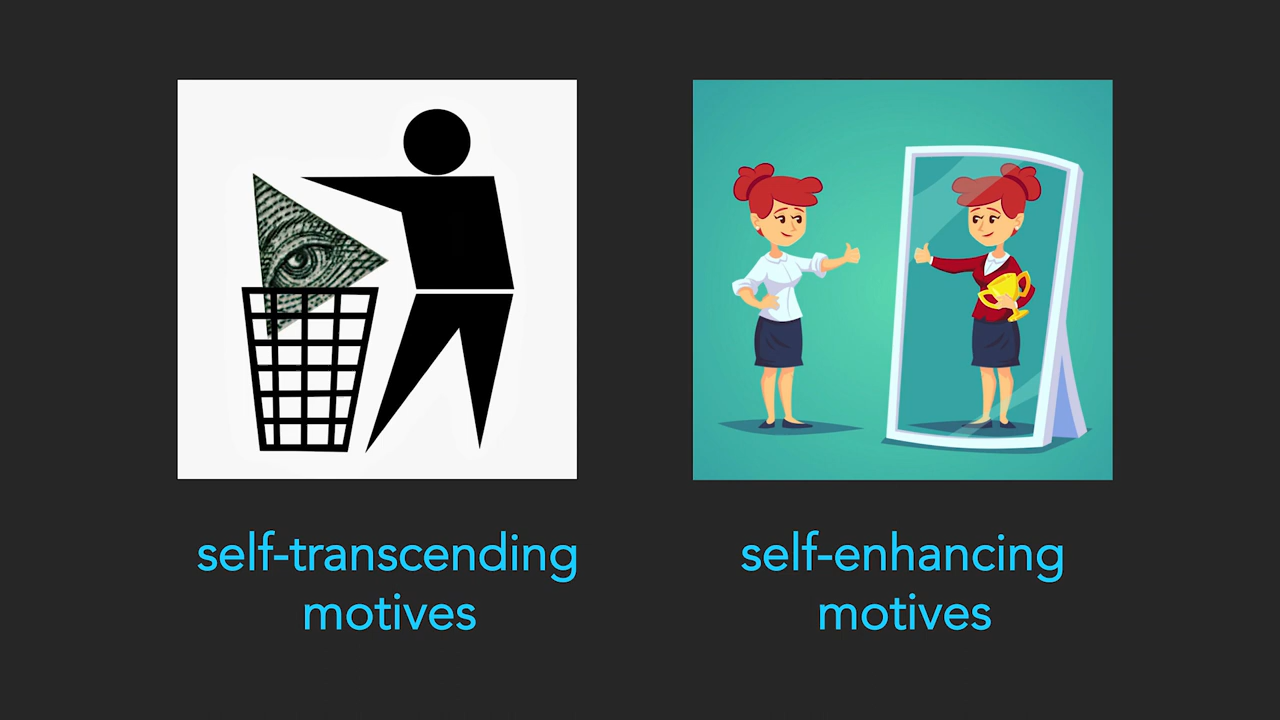 self-transcending
motives
self-enhancing
motives